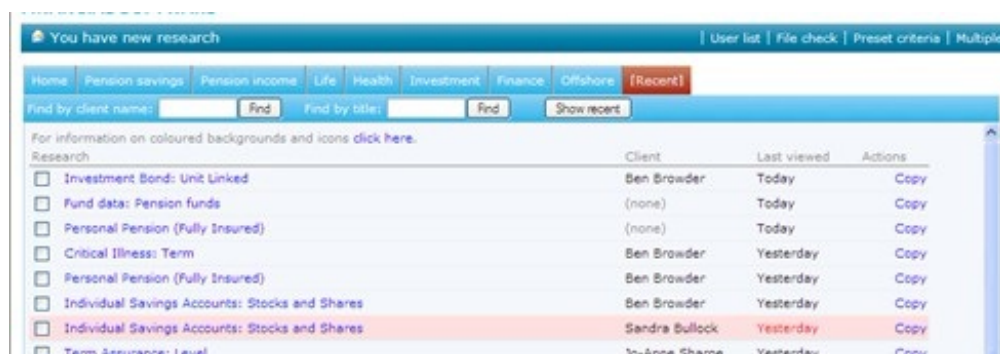 You have new research | User list | File check | Preset criteria | Multiple
Home Pension savings Pension income Life Health Investment Finance Offshore [Recent]
Find by client name: Find Find by title: Find Show recent
For information on coloured backgrounds and icons click here.
Research Client Last viewed Actions
Investment Bond: Unit Linked Ben Browder Today Copy
Fund data: Pension funds (none) Today Copy
Personal Pension (Fully Insured) (none) Today Copy
Critical Illness: Term Ben Browder Yesterday Copy
Personal Pension (Fully Insured) Ben Browder Yesterday Copy
Individual Savings Accounts: Stocks and Shares Ben Browder Yesterday Copy
Individual Savings Accounts: Stocks and Shares Sandra Bullock Yesterday Copy
Term Assurance: Level Jo-Anne Sharpe Yesterday Copy